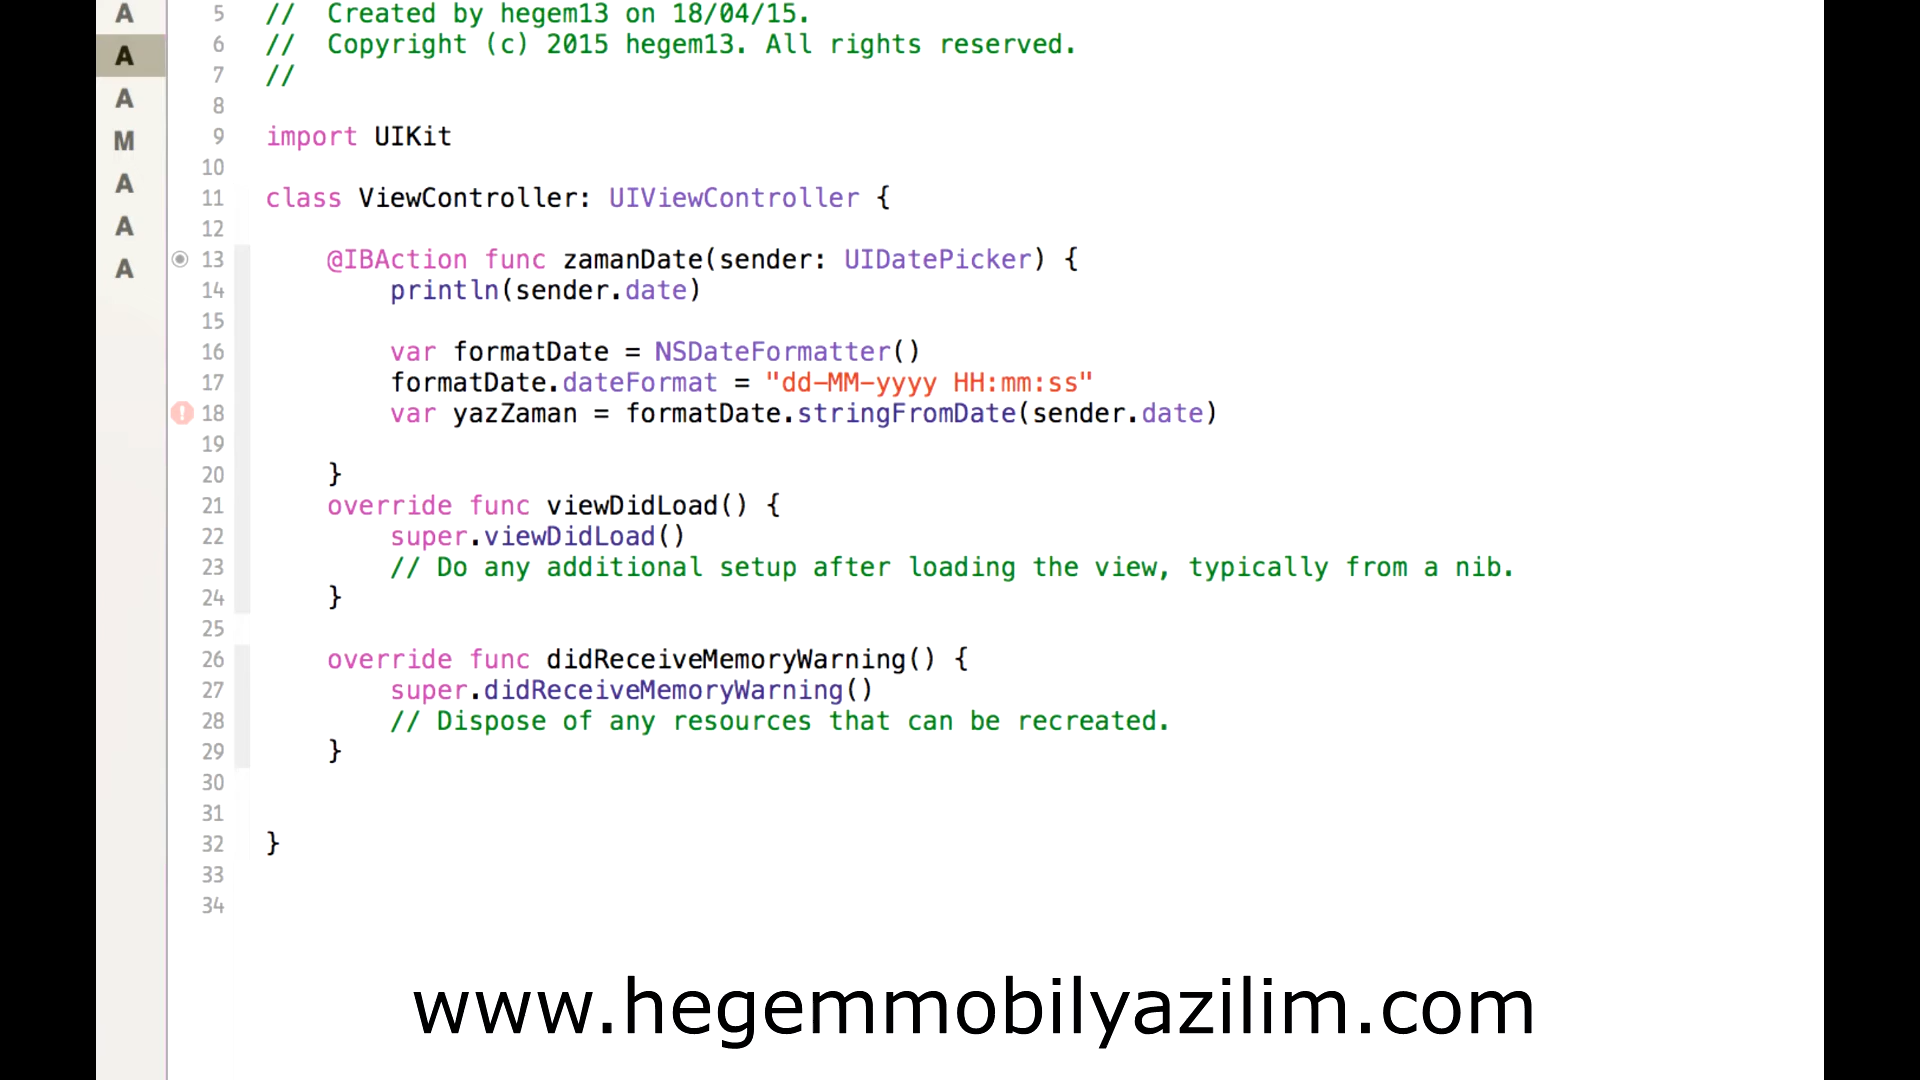 A
5 //  Created by hegem13 on 18/04/15.
A
6 //  Copyright (c) 2015 hegem13. All rights reserved.
7 //
A
8
M
9 import UIKit
10
A
11 class ViewController: UIViewController {
A
12
A
13     @IBAction func zamanDate(sender: UIDatePicker) {
14         println(sender.date)
15
16         var formatDate = NSDateFormatter()
17         formatDate.dateFormat = "dd-MM-yyyy HH:mm:ss"
18         var yazZaman = formatDate.stringFromDate(sender.date)
19
20     }
21     override func viewDidLoad() {
22         super.viewDidLoad()
23         // Do any additional setup after loading the view, typically from a nib.
24     }
25
26     override func didReceiveMemoryWarning() {
27         super.didReceiveMemoryWarning()
28         // Dispose of any resources that can be recreated.
29     }
30
31
32 }
33
34
www.hegemmobilyazilim.com